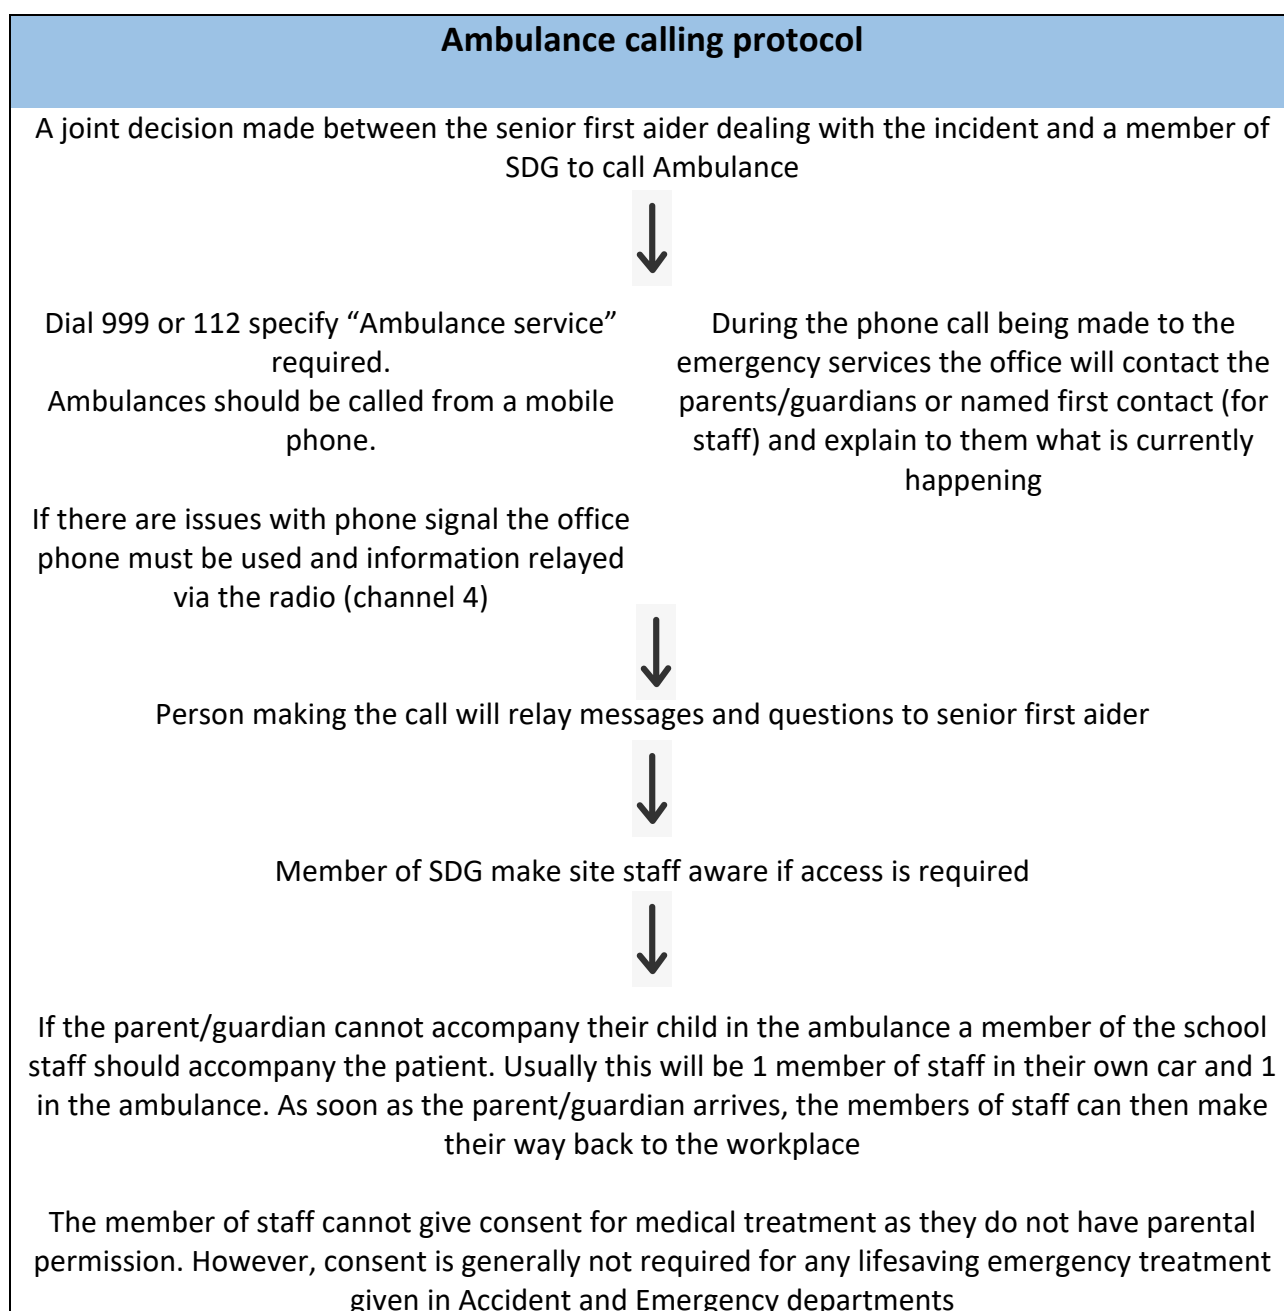 Ambulance calling protocol
A joint decision made between the senior first aider dealing with the incident and a member of
SDG to call Ambulance
Dial 999 or 112 specify “Ambulance service”
required.
Ambulances should be called from a mobile
phone.
If there are issues with phone signal the office
phone must be used and information relayed
via the radio (channel 4)
During the phone call being made to the
emergency services the office will contact the
parents/guardians or named first contact (for
staff) and explain to them what is currently
happening
Person making the call will relay messages and questions to senior first aider
Member of SDG make site staff aware if access is required
If the parent/guardian cannot accompany their child in the ambulance a member of the school
staff should accompany the patient. Usually this will be 1 member of staff in their own car and 1
in the ambulance. As soon as the parent/guardian arrives, the members of staff can then make
their way back to the workplace
The member of staff cannot give consent for medical treatment as they do not have parental
permission. However, consent is generally not required for any lifesaving emergency treatment
given in Accident and Emergency departments